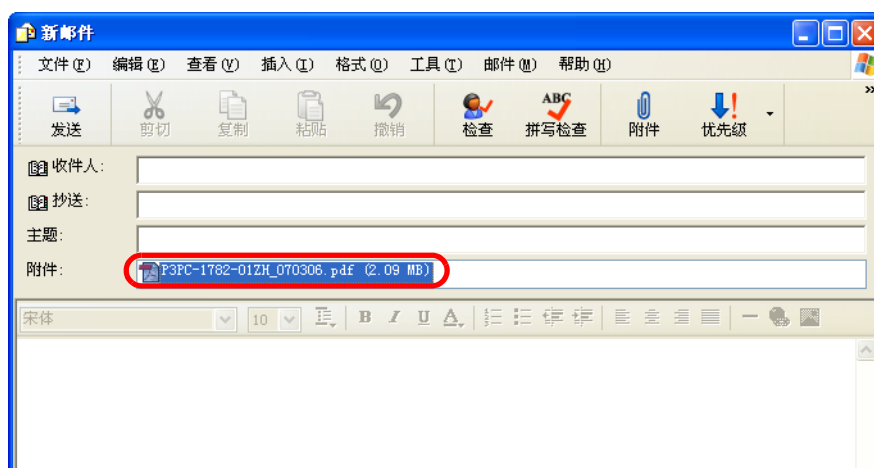 新邮件
文件(F) 编辑(E) 查看(V) 插入(I) 格式(O) 工具(T) 邮件(M) 帮助(H)
ABC
发送 剪切 复制 粘贴 撤销 检查 拼写检查 附件 优先级
收件人:
抄送:
主题:
附件: P3PC-1782-01ZH_070306.pdf (2.09 MB)
宋体 10 B I U A